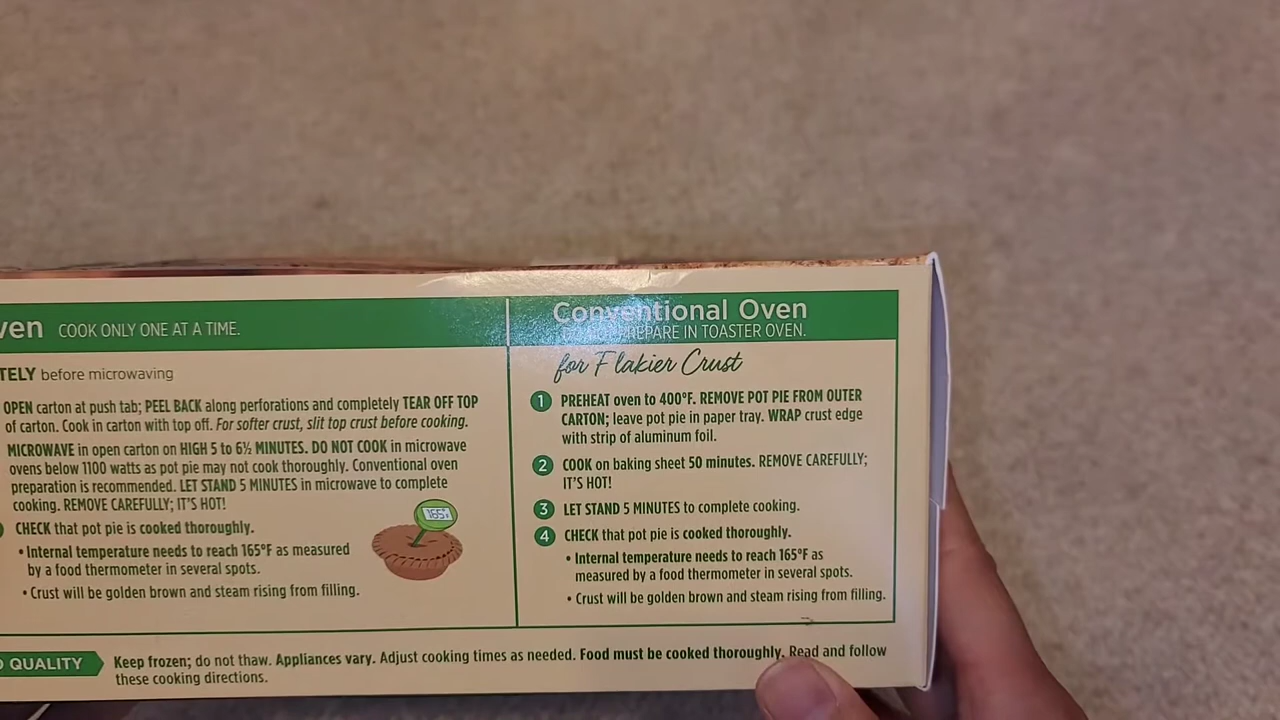 ven COOK ONLY ONE AT A TIME.
TELY before microwaving
OPEN carton at push tab; PEEL BACK along perforations and completely TEAR OFF TOP
of carton. Cook in carton with top off. For softer crust, slit top crust before cooking.
MICROWAVE in open carton on HIGH 5 to 6½ MINUTES. DO NOT COOK in microwave
ovens below 1100 watts as pot pie may not cook thoroughly. Conventional oven
preparation is recommended. LET STAND 5 MINUTES in microwave to complete
cooking. REMOVE CAREFULLY; IT'S HOT!
CHECK that pot pie is cooked thoroughly.
• Internal temperature needs to reach 165°F as measured
by a food thermometer in several spots.
• Crust will be golden brown and steam rising from filling.
165°
Conventional Oven
PREPARE IN TOASTER OVEN.
for Flakier Crust
1 PREHEAT oven to 400°F. REMOVE POT PIE FROM OUTER
CARTON; leave pot pie in paper tray. WRAP crust edge
with strip of aluminum foil.
2 COOK on baking sheet 50 minutes. REMOVE CAREFULLY;
IT'S HOT!
3 LET STAND 5 MINUTES to complete cooking.
4 CHECK that pot pie is cooked thoroughly.
• Internal temperature needs to reach 165°F as
measured by a food thermometer in several spots.
• Crust will be golden brown and steam rising from filling.
QUALITY
Keep frozen; do not thaw. Appliances vary. Adjust cooking times as needed. Food must be cooked thoroughly. Read and follow
these cooking directions.